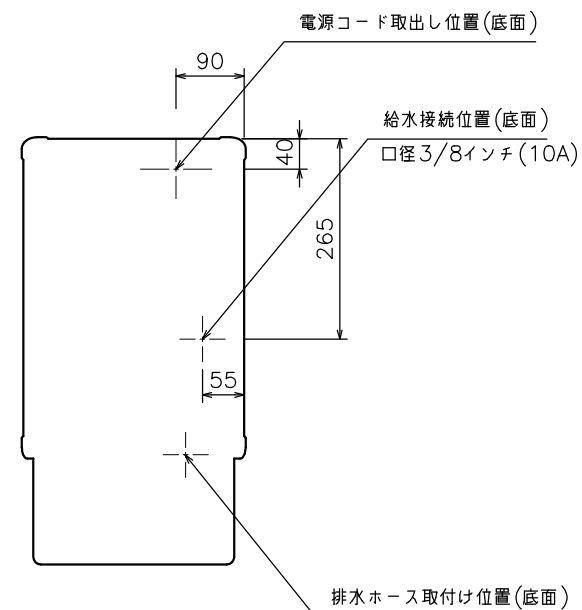 電源コード取出し位置(底面)
90
給水接続位置(底面)
口径3/8インチ(10A)
40
265
55
排水ホース取付け位置(底面)